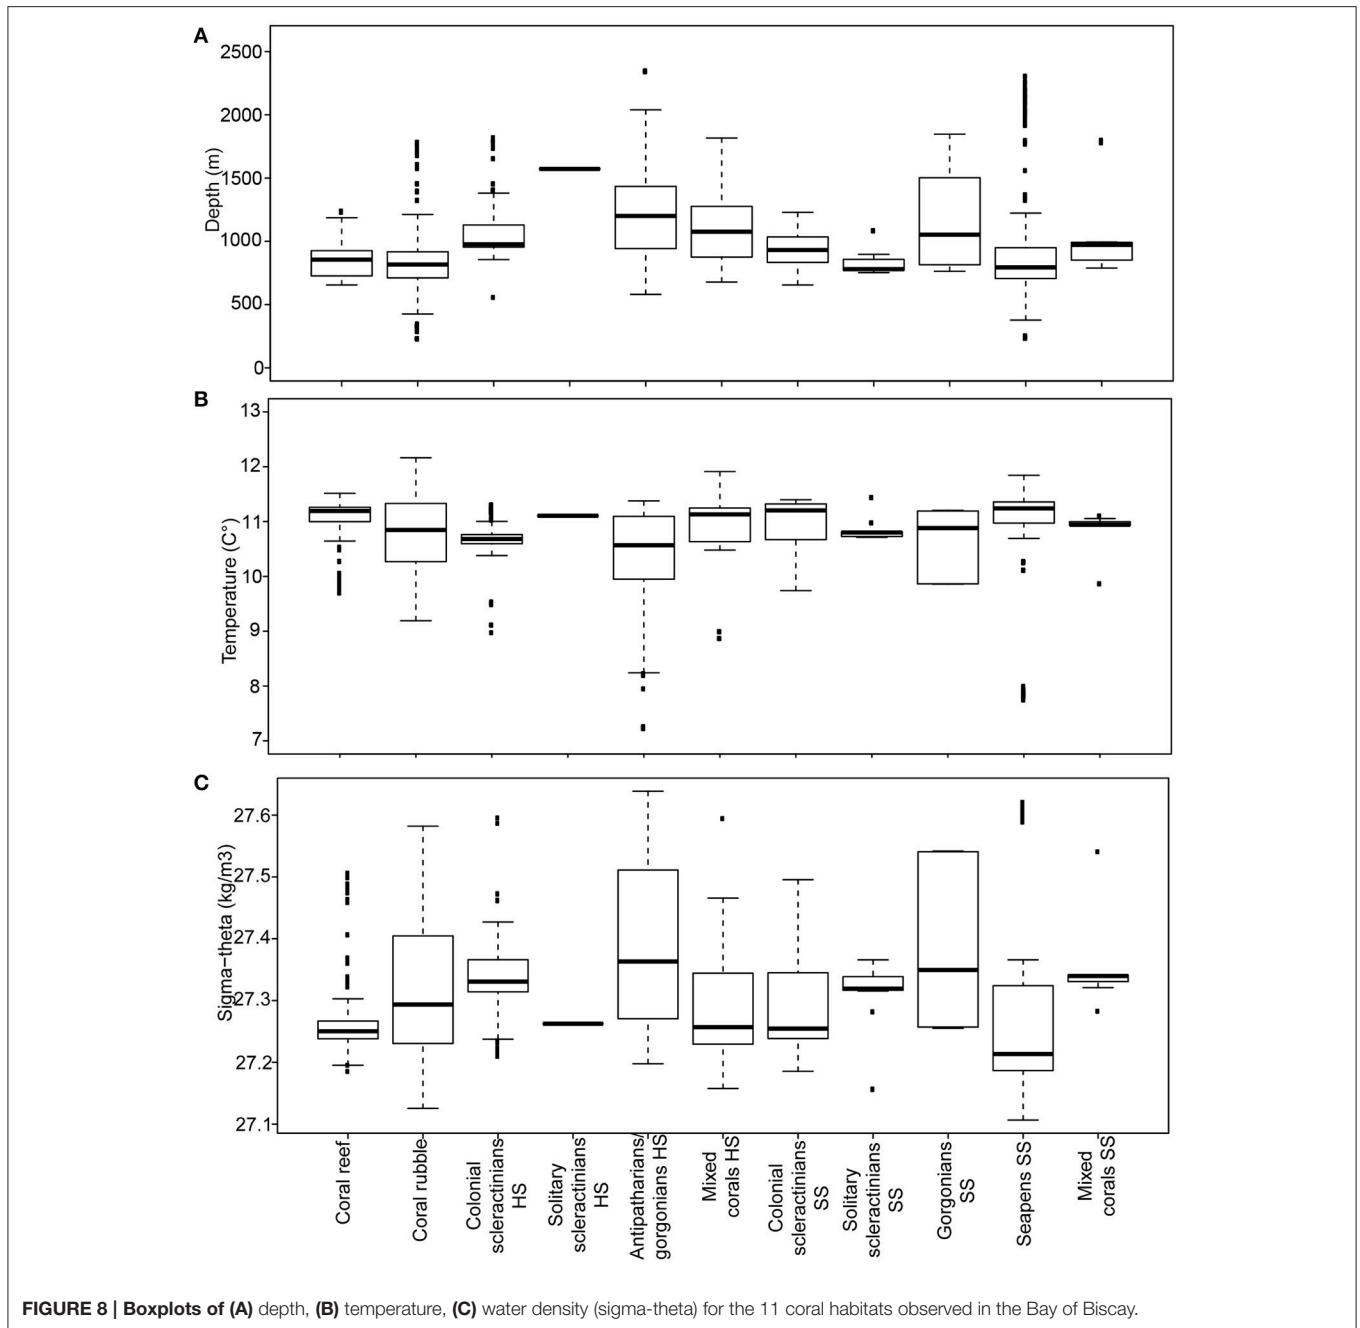 A
Depth (m)
2500
2000
1500
1000
500
0
B
Temperature (C°)
13
12
11
10
9
8
7
C
Sigma−theta (kg/m3)
27.6
27.5
27.4
27.3
27.2
27.1
Coral reef
Coral rubble
Colonial
scleractinians
HS
Solitary
scleractinians
HS
Antipatharians/
gorgonians HS
Mixed
corals HS
Colonial
scleractinians
SS
Solitary
scleractinians
SS
Gorgonians
SS
Seapens SS
Mixed
corals SS
FIGURE 8 | Boxplots of (A) depth, (B) temperature, (C) water density (sigma-theta) for the 11 coral habitats observed in the Bay of Biscay.